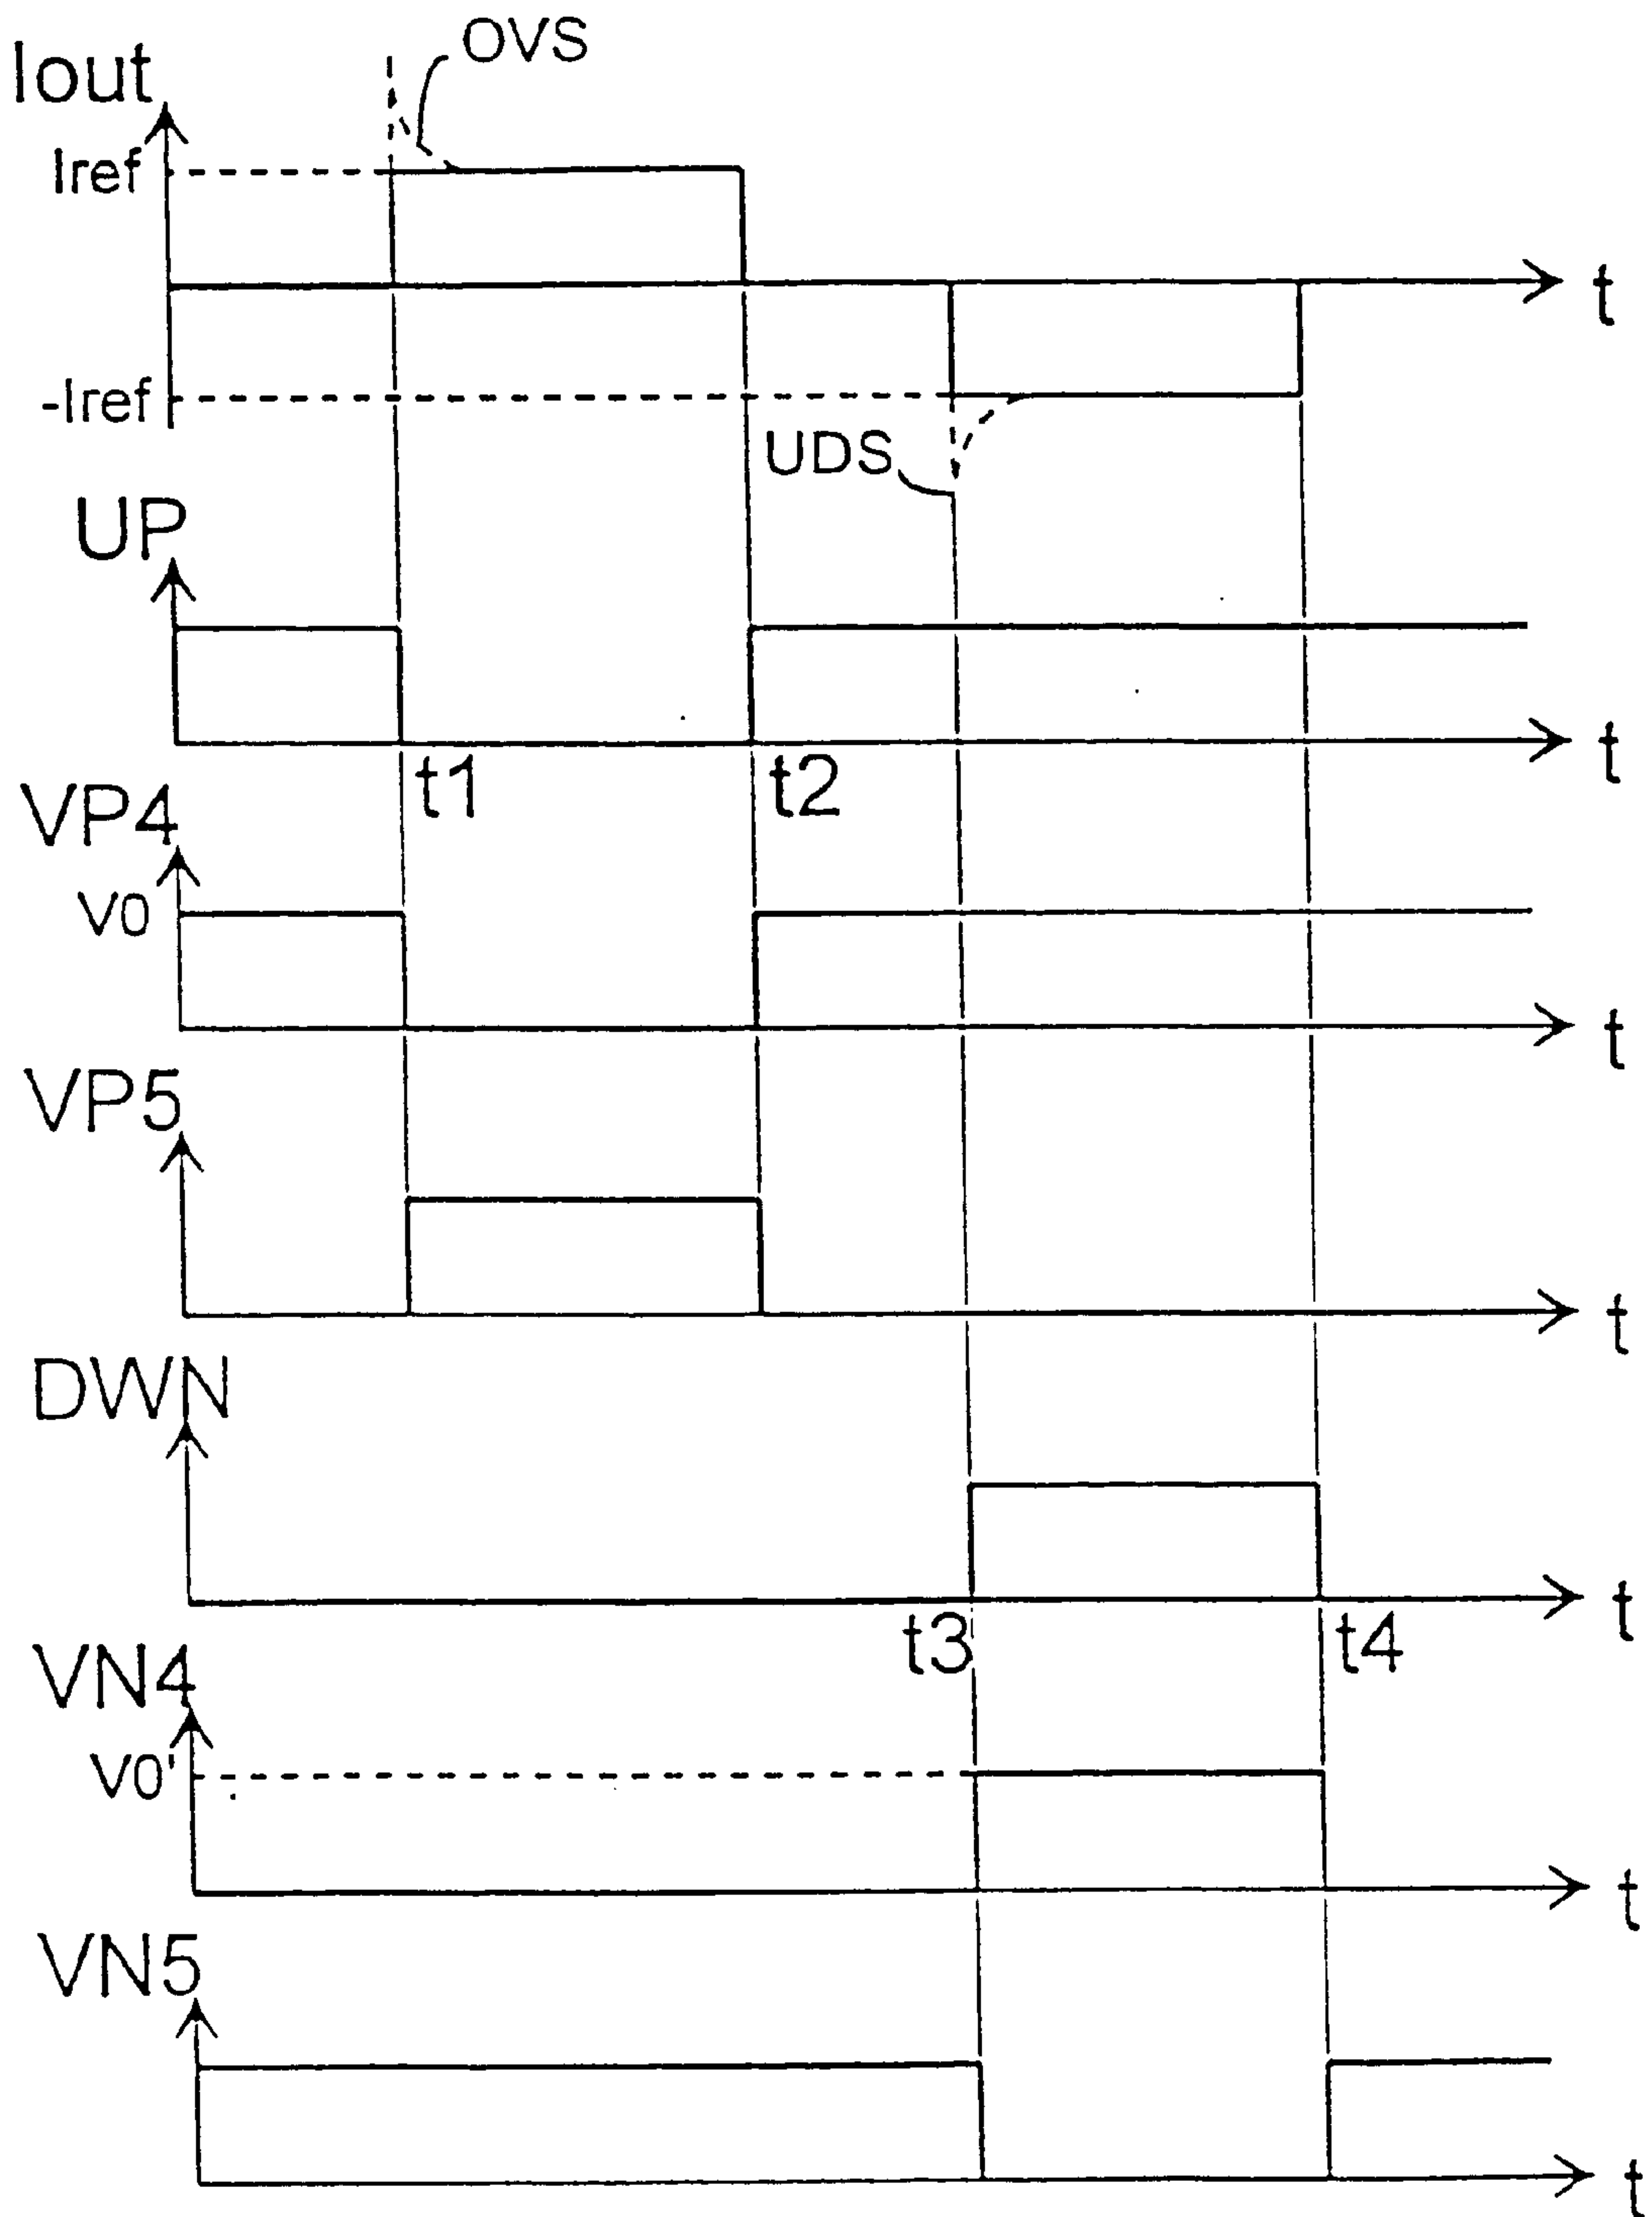 OVS
Iout
Iref
t
-Iref
UDS
UP
t
t1 t2
VP4
V0
t
VP5
t
DWN
t
t3 t4
VN4
V0'
t
VN5
t